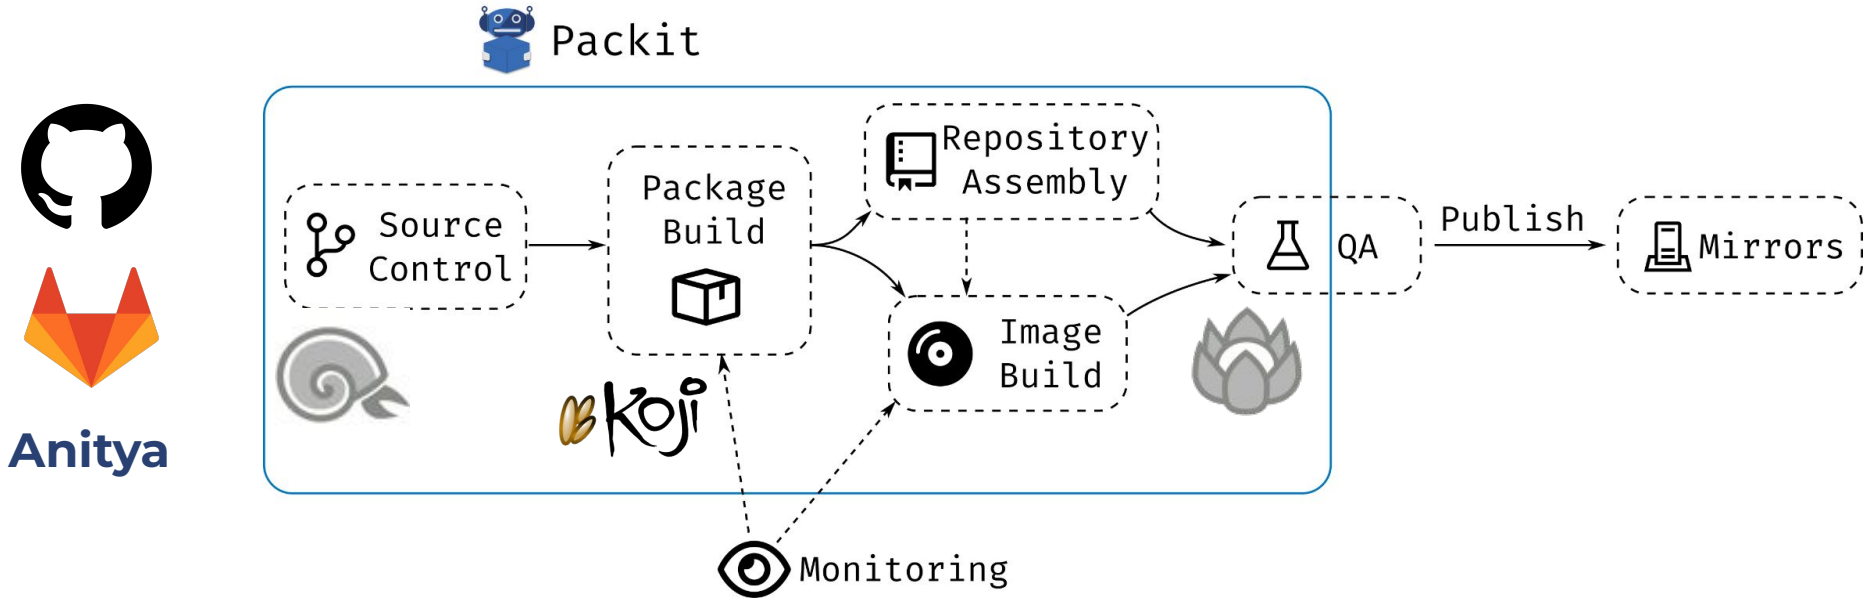 Packit
Repository
Assembly
Package
Build
Source
Control
QA
Publish
Mirrors
Image
Build
Koji
Anitya
Monitoring